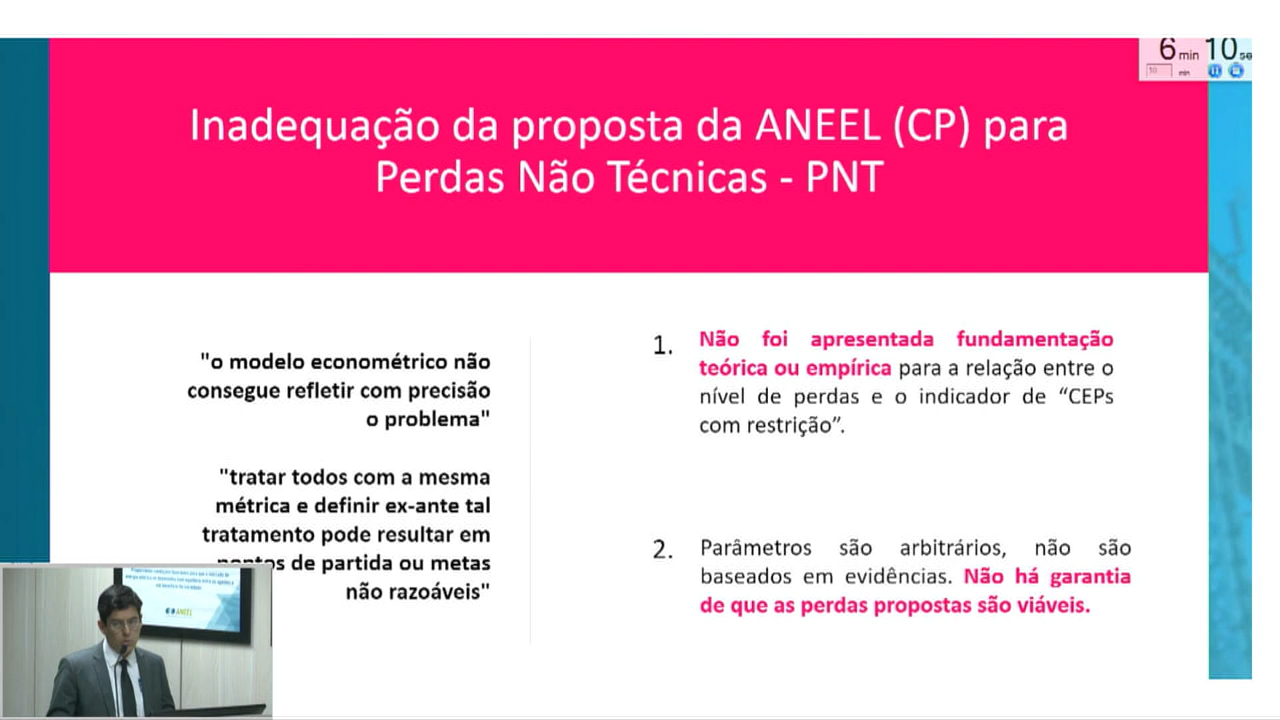 6 min 10 se
10 min
Inadequação da proposta da ANEEL (CP) para
Perdas Não Técnicas - PNT
"o modelo econométrico não
consegue refletir com precisão
o problema"
"tratar todos com a mesma
métrica e definir ex-ante tal
tratamento pode resultar em
pontos de partida ou metas
não razoáveis"
1. Não foi apresentada fundamentação
teórica ou empírica para a relação entre o
nível de perdas e o indicador de “CEPs
com restrição”.
2. Parâmetros são arbitrários, não são
baseados em evidências. Não há garantia
de que as perdas propostas são viáveis.
ANEEL